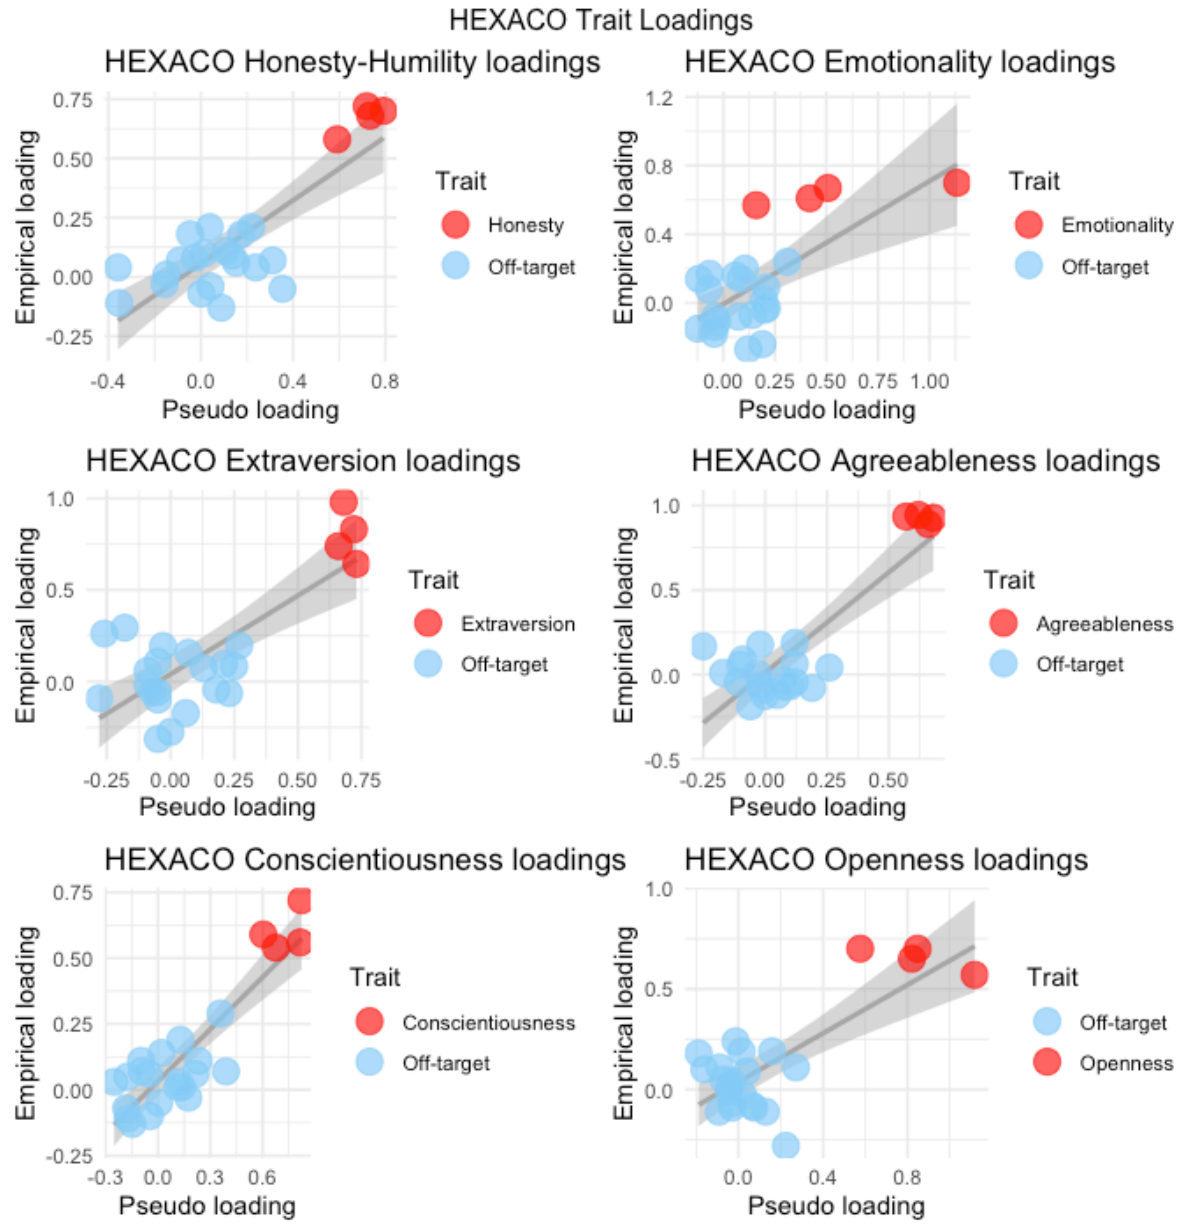 HEXACO Trait Loadings
HEXACO Honesty-Humility loadings
0.75
0.50
0.25
0.00
-0.25
Empirical loading
-0.4 0.0 0.4 0.8
Pseudo loading
Trait
Honesty
Off-target
HEXACO Emotionality loadings
1.2
0.8
0.4
0.0
Empirical loading
0.00 0.25 0.50 0.75 1.00
Pseudo loading
Trait
Emotionality
Off-target
HEXACO Extraversion loadings
1.0
0.5
0.0
Empirical loading
-0.25 0.00 0.25 0.50 0.75
Pseudo loading
Trait
Extraversion
Off-target
HEXACO Agreeableness loadings
1.0
0.5
0.0
-0.5
Empirical loading
-0.25 0.00 0.25 0.50
Pseudo loading
Trait
Agreeableness
Off-target
HEXACO Conscientiousness loadings
0.75
0.50
0.25
0.00
-0.25
Empirical loading
-0.3 0.0 0.3 0.6
Pseudo loading
Trait
Conscientiousness
Off-target
HEXACO Openness loadings
1.0
0.5
0.0
Empirical loading
0.0 0.4 0.8
Pseudo loading
Trait
Off-target
Openness